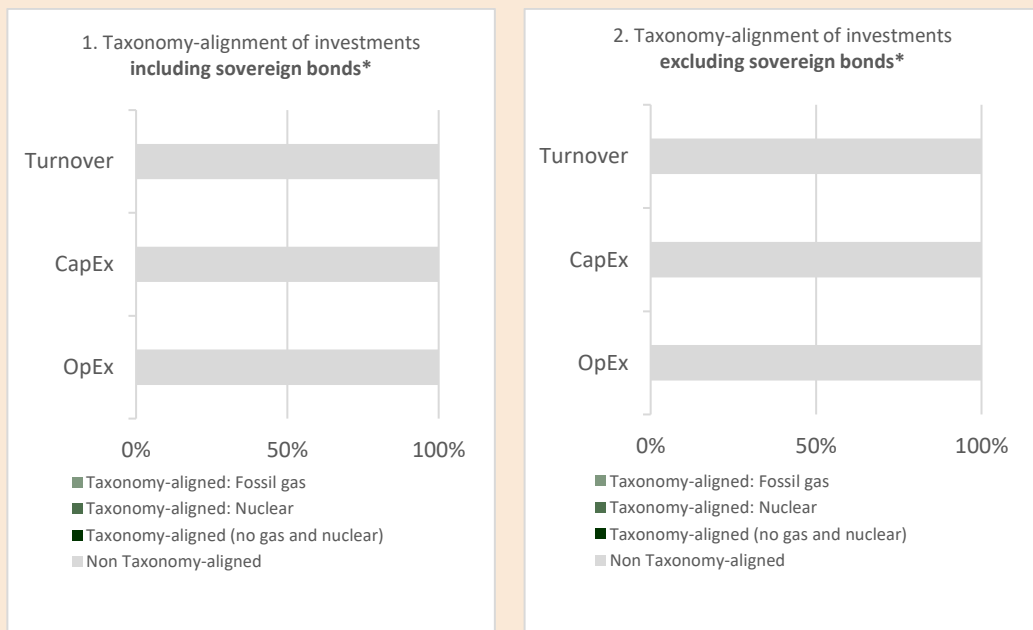 1. Taxonomy-alignment of investments
including sovereign bonds*
Turnover
CapEx
OpEx
0% 50% 100%
Taxonomy-aligned: Fossil gas
Taxonomy-aligned: Nuclear
Taxonomy-aligned (no gas and nuclear)
Non Taxonomy-aligned
2. Taxonomy-alignment of investments
excluding sovereign bonds*
Turnover
CapEx
OpEx
0% 50% 100%
Taxonomy-aligned: Fossil gas
Taxonomy-aligned: Nuclear
Taxonomy-aligned (no gas and nuclear)
Non Taxonomy-aligned